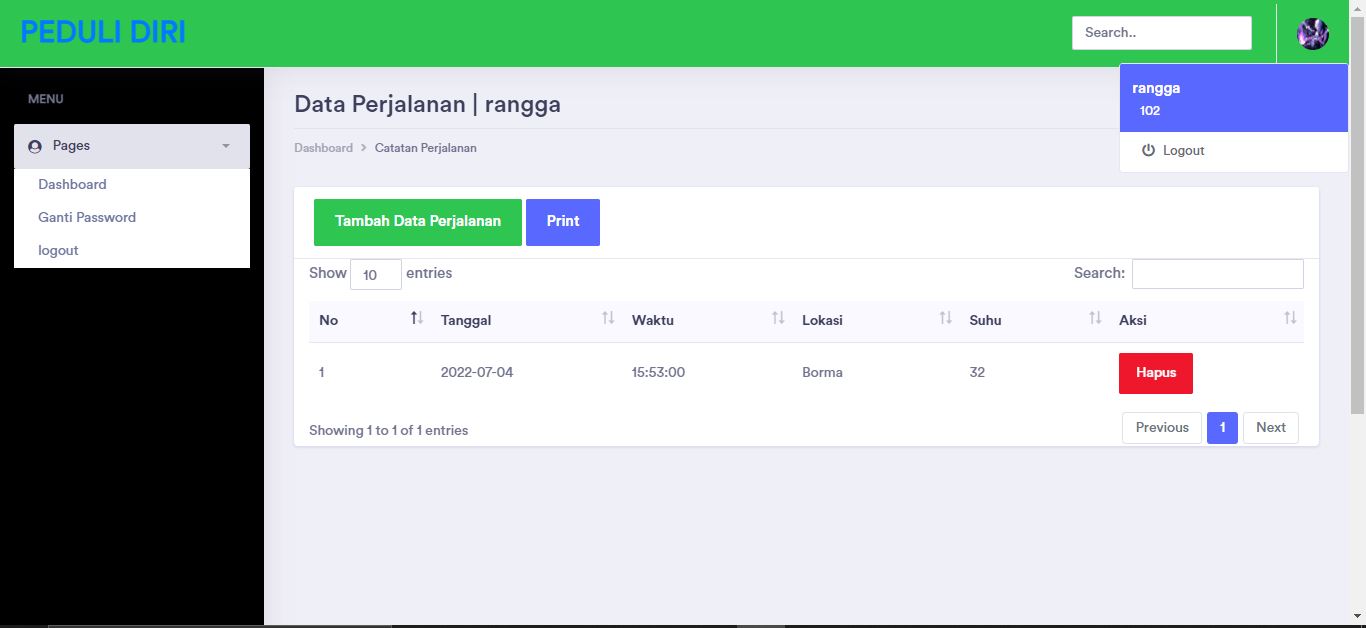 PEDULI DIRI
Search..
MENU
Pages
Dashboard
Ganti Password
logout
rangga
102
Logout
Data Perjalanan | rangga
Dashboard > Catatan Perjalanan
Tambah Data Perjalanan Print
Show 10 entries Search:
No Tanggal Waktu Lokasi Suhu Aksi
1 2022-07-04 15:53:00 Borma 32 Hapus
Showing 1 to 1 of 1 entries
Previous 1 Next